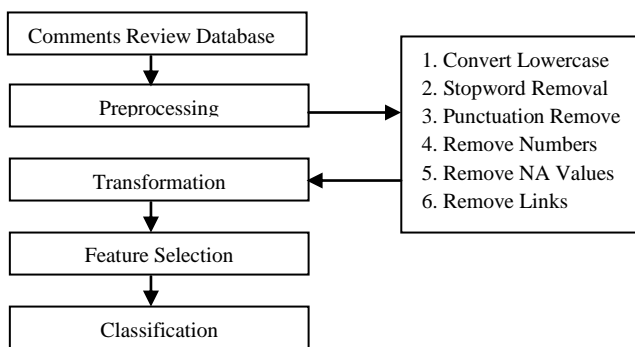 Comments Review Database
Preprocessing
1. Convert Lowercase
2. Stopword Removal
3. Punctuation Remove
4. Remove Numbers
5. Remove NA Values
6. Remove Links
Transformation
Feature Selection
Classification